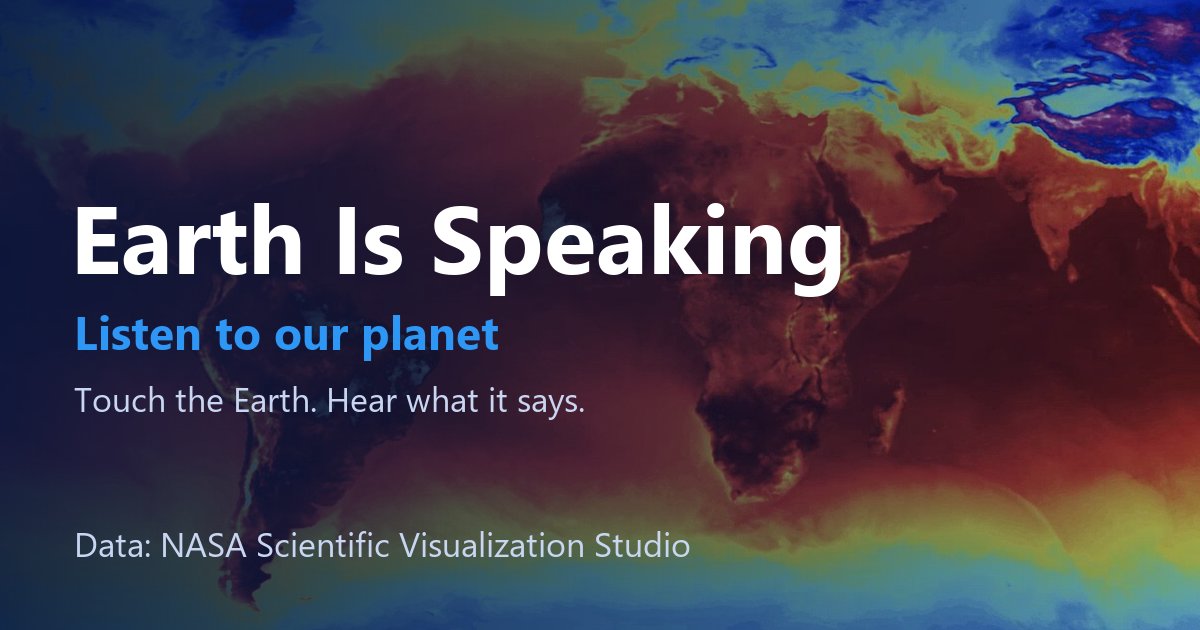 Earth Is Speaking
Listen to our planet
Touch the Earth. Hear what it says.
Data: NASA Scientific Visualization Studio